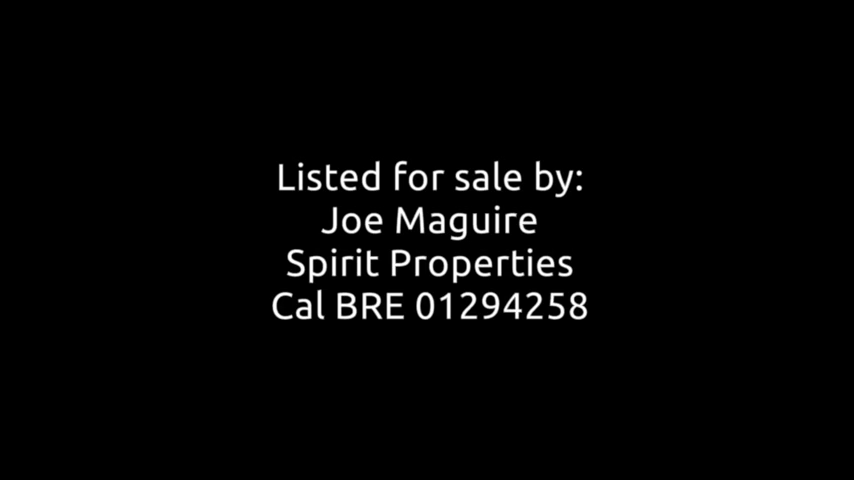 Listed for sale by:
Joe Maguire
Spirit Properties
Cal BRE 01294258